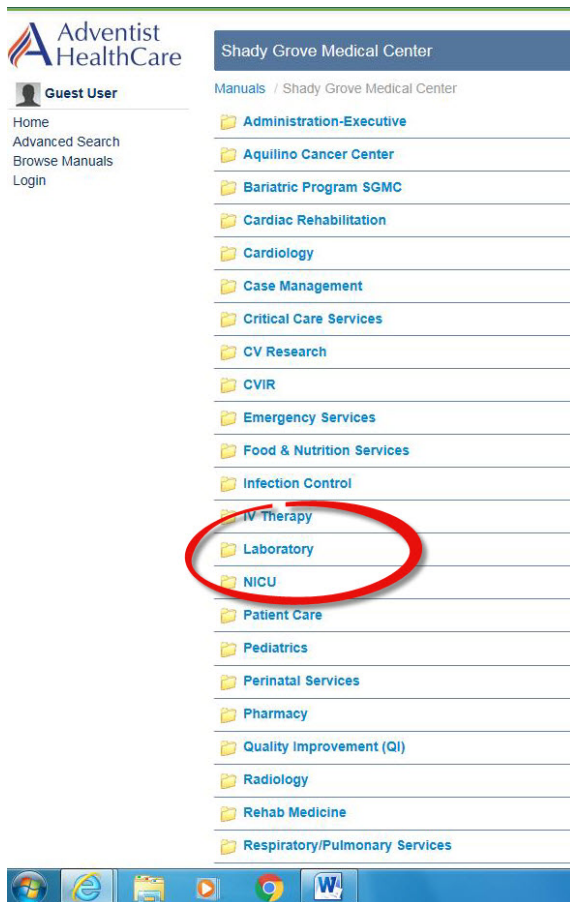 Adventist
HealthCare
Guest User
Home
Advanced Search
Browse Manuals
Login
Shady Grove Medical Center
Manuals / Shady Grove Medical Center
Administration-Executive
Aquilino Cancer Center
Bariatric Program SGMC
Cardiac Rehabilitation
Cardiology
Case Management
Critical Care Services
CV Research
CVIR
Emergency Services
Food & Nutrition Services
Infection Control
IV Therapy
Laboratory
NICU
Patient Care
Pediatrics
Perinatal Services
Pharmacy
Quality Improvement (QI)
Radiology
Rehab Medicine
Respiratory/Pulmonary Services
W